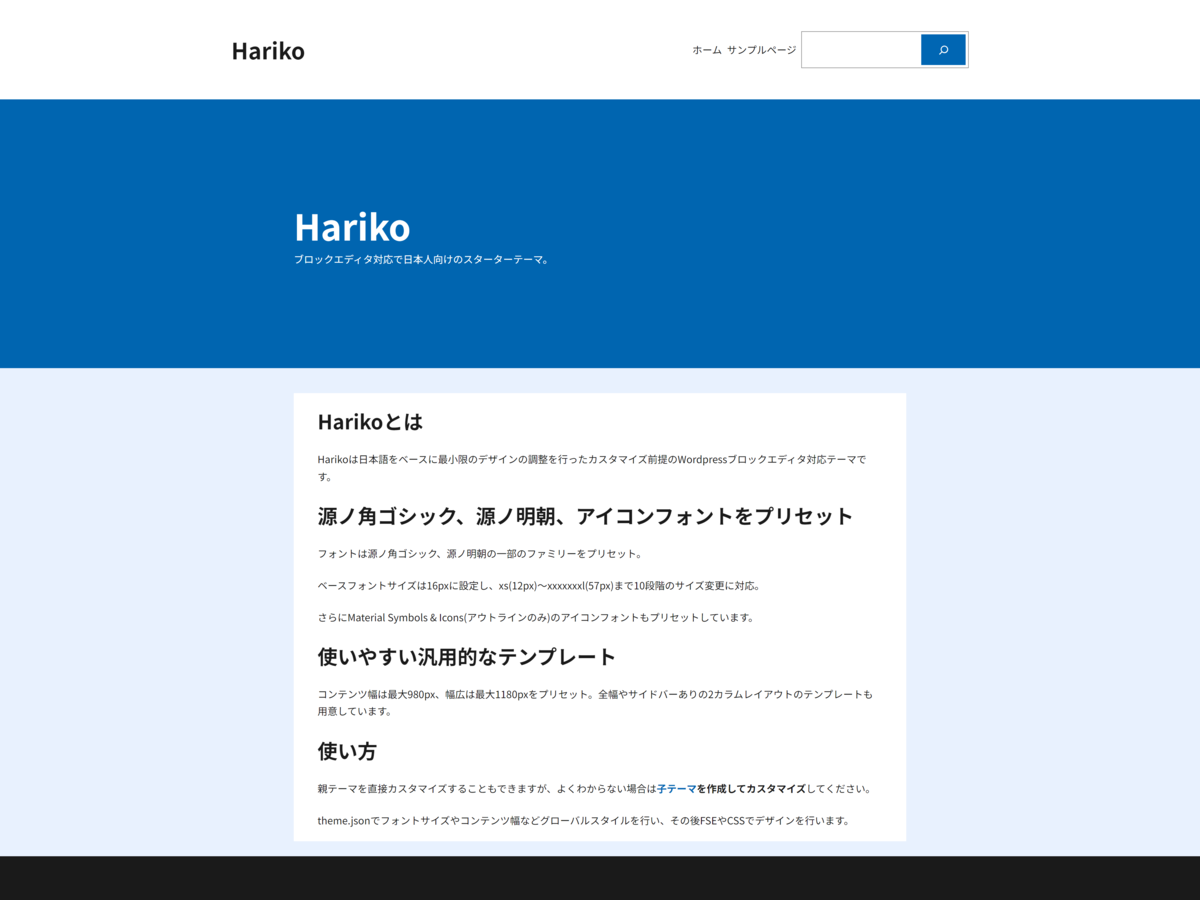 Hariko
ホーム サンプルページ
Hariko
ブロックエディタ対応で日本人向けのスターターテーマ。
Harikoとは
Harikoは日本語をベースに最小限のデザインの調整を行ったカスタマイズ前提のWordpressブロックエディタ対応テーマで
す。
源ノ角ゴシック、源ノ明朝、アイコンフォントをプリセット
フォントは源ノ角ゴシック、源ノ明朝の一部のファミリーをプリセット。
ベースフォントサイズは16pxに設定し、xs(12px)〜xxxxxxxl(57px)まで10段階のサイズ変更に対応。
さらにMaterial Symbols & Icons(アウトラインのみ)のアイコンフォントもプリセットしています。
使いやすい汎用的なテンプレート
コンテンツ幅は最大980px、幅広は最大1180pxをプリセット。全幅やサイドバーありの2カラムレイアウトのテンプレートも
用意しています。
使い方
親テーマを直接カスタマイズすることもできますが、よくわからない場合は子テーマを作成してカスタマイズしてください。
theme.jsonでフォントサイズやコンテンツ幅などグローバルスタイルを行い、その後FSEやCSSでデザインを行います。